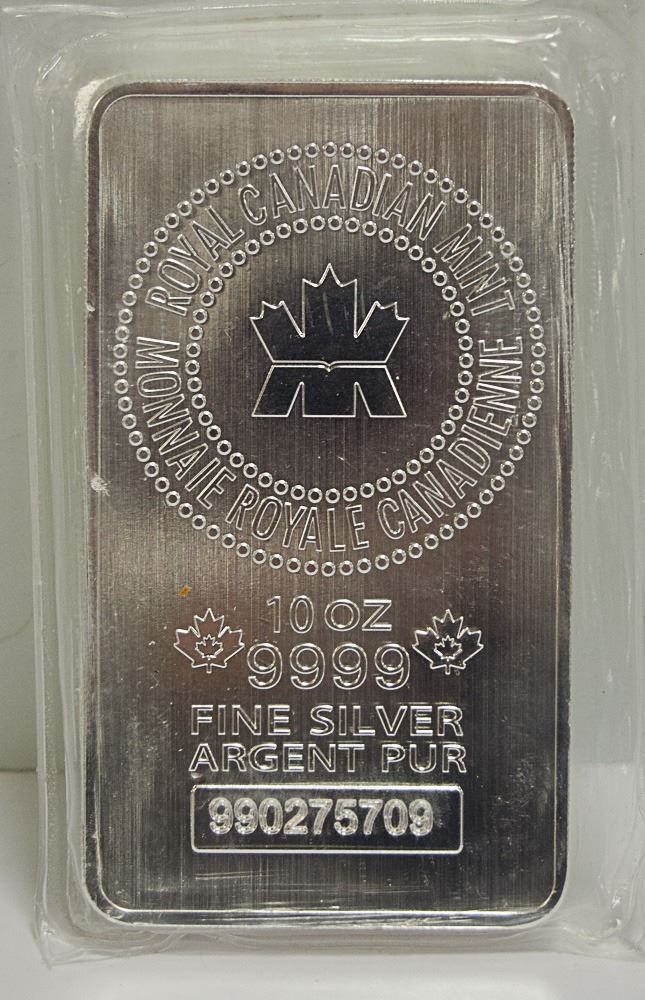 ROYAL CANADIAN MINT
MONNAIE ROYALE CANADIENNE
10 OZ
9999
FINE SILVER
ARGENT PUR
990275709